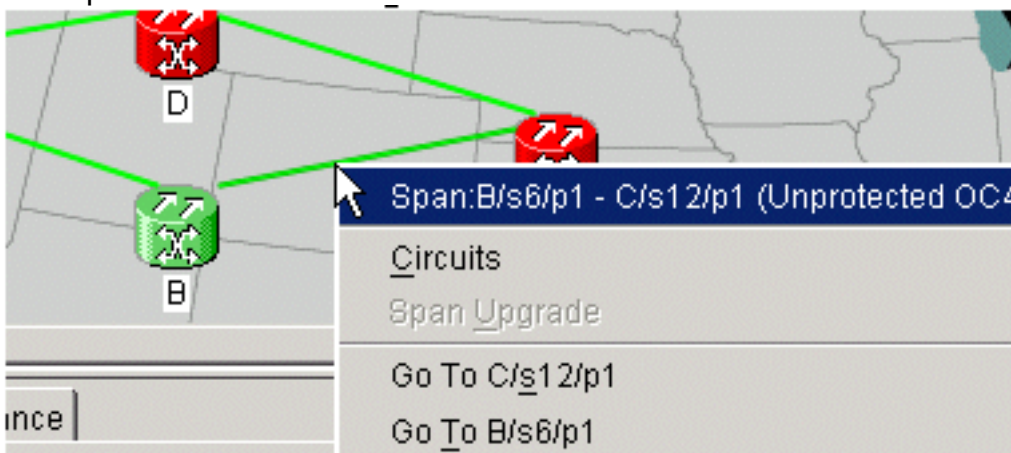 D
Span:B/s6/p1 - C/s12/p1 (Unprotected OC4
Circuits
B
Span Upgrade
Go To C/s12/p1
ance
Go To B/s6/p1